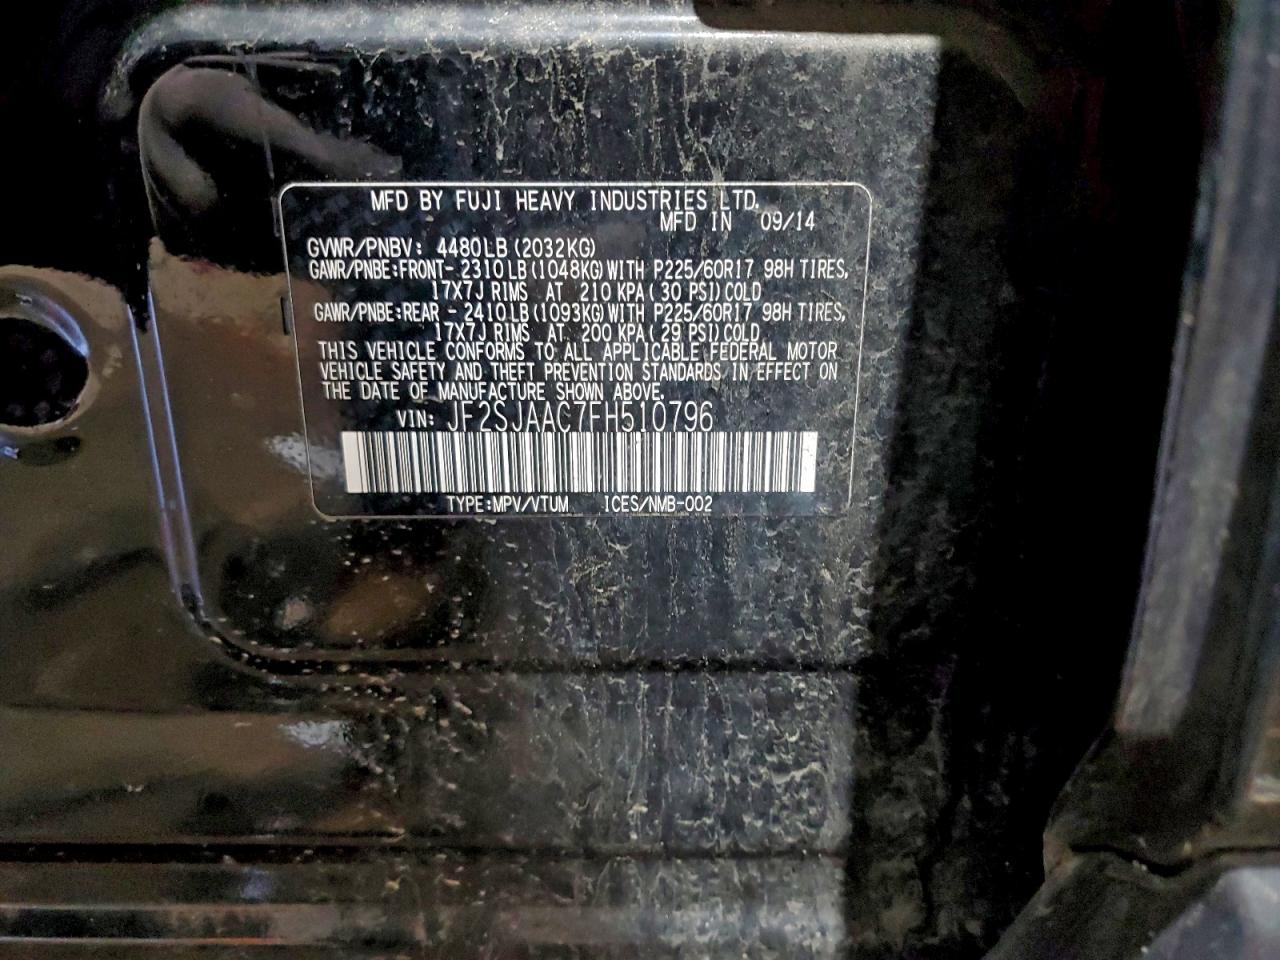 MFD BY FUJI HEAVY INDUSTRIES LTD.
MFD IN 09/14
GVWR/PNBV: 4480LB (2032KG)
GAWR/PNBE:FRONT- 2310LB (1048KG) WITH P225/60R17 98H TIRES,
17X7J RIMS AT 210 KPA (30 PSI) COLD
GAWR/PNBE:REAR - 2410LB (1093KG) WITH P225/60R17 98H TIRES,
17X7J RIMS AT 200 KPA (29 PSI) COLD
THIS VEHICLE CONFORMS TO ALL APPLICABLE FEDERAL MOTOR
VEHICLE SAFETY AND THEFT PREVENTION STANDARDS IN EFFECT ON
THE DATE OF MANUFACTURE SHOWN ABOVE.
VIN: JF2SJAAC7FH510796
TYPE:MPV/VTUM ICES/NMB-002